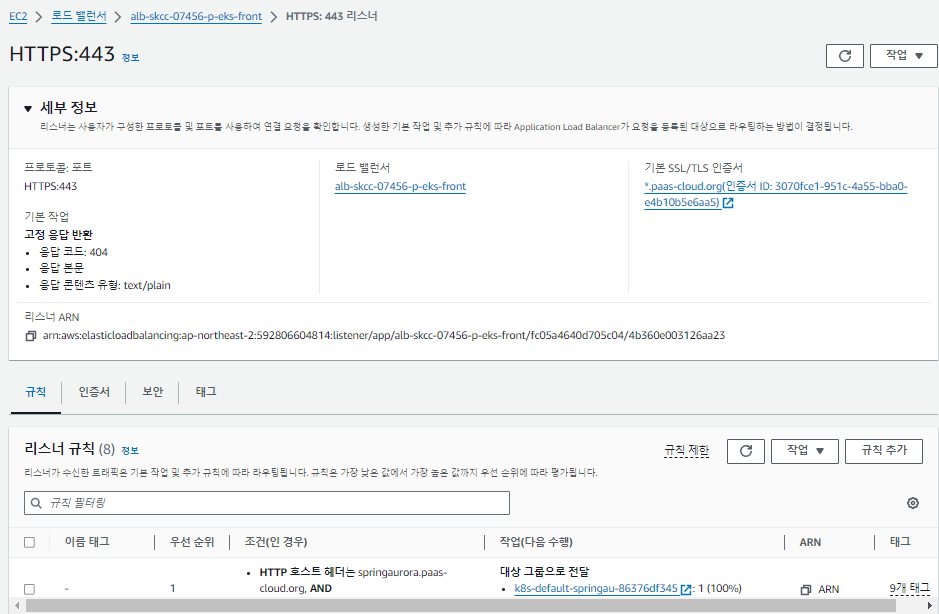 EC2 > 로드 밸런서 > alb-skcc-07456-p-eks-front > HTTPS: 443 리스너
HTTPS:443 정보
작업 ▼
▼ 세부 정보
리스너는 사용자가 구성한 프로토콜 및 포트를 사용하여 연결 요청을 확인합니다. 생성한 기본 작업 및 추가 규칙에 따라 Application Load Balancer가 요청을 등록된 대상으로 라우팅하는 방법이 결정됩니다.
프로토콜: 포트
HTTPS:443
로드 밸런서
alb-skcc-07456-p-eks-front
기본 SSL/TLS 인증서
*.paas-cloud.org(인증서 ID: 3070fce1-951c-4a55-bba0-
e4b10b5e6aa5)
기본 작업
고정 응답 반환
• 응답 코드: 404
• 응답 본문
• 응답 콘텐츠 유형: text/plain
리스너 ARN
arn:aws:elasticloadbalancing:ap-northeast-2:592806604814:listener/app/alb-skcc-07456-p-eks-front/fc05a4640d705c04/4b360e003126aa23
규칙 인증서 보안 태그
리스너 규칙 (8) 정보
규칙 제한 작업 ▼ 규칙 추가
리스너가 수신한 트래픽은 기본 작업 및 추가 규칙에 따라 라우팅됩니다. 규칙은 가장 낮은 값에서 가장 높은 값까지 우선 순위에 따라 평가됩니다.
규칙 필터링
이름 태그 우선 순위 조건(인 경우) 작업(다음 수행) ARN 태그
- 1
• HTTP 호스트 헤더는 springaurora.paas-
cloud.org, AND
대상 그룹으로 전달
• k8s-default-springau-86376df345 : 1 (100%)
ARN
9개 태그